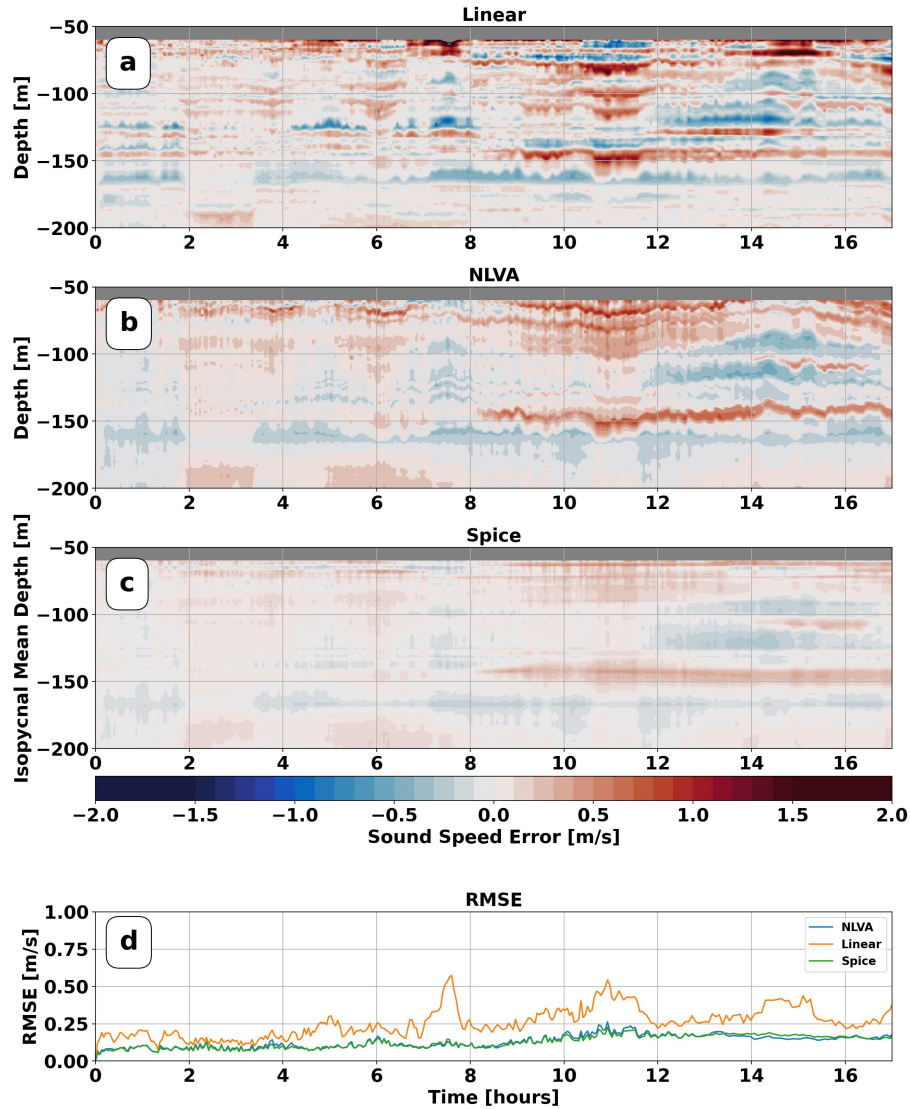 Linear
a
Depth [m]
−50
−100
−150
−200
0 2 4 6 8 10 12 14 16
NLVA
b
Depth [m]
−50
−100
−150
−200
0 2 4 6 8 10 12 14 16
Spice
c
Isopycnal Mean Depth [m]
−50
−100
−150
−200
0 2 4 6 8 10 12 14 16
−2.0 −1.5 −1.0 −0.5 0.0 0.5 1.0 1.5 2.0
Sound Speed Error [m/s]
RMSE
d
RMSE [m/s]
1.00
0.75
0.50
0.25
0.00
NLVA
Linear
Spice
0 2 4 6 8 10 12 14 16
Time [hours]